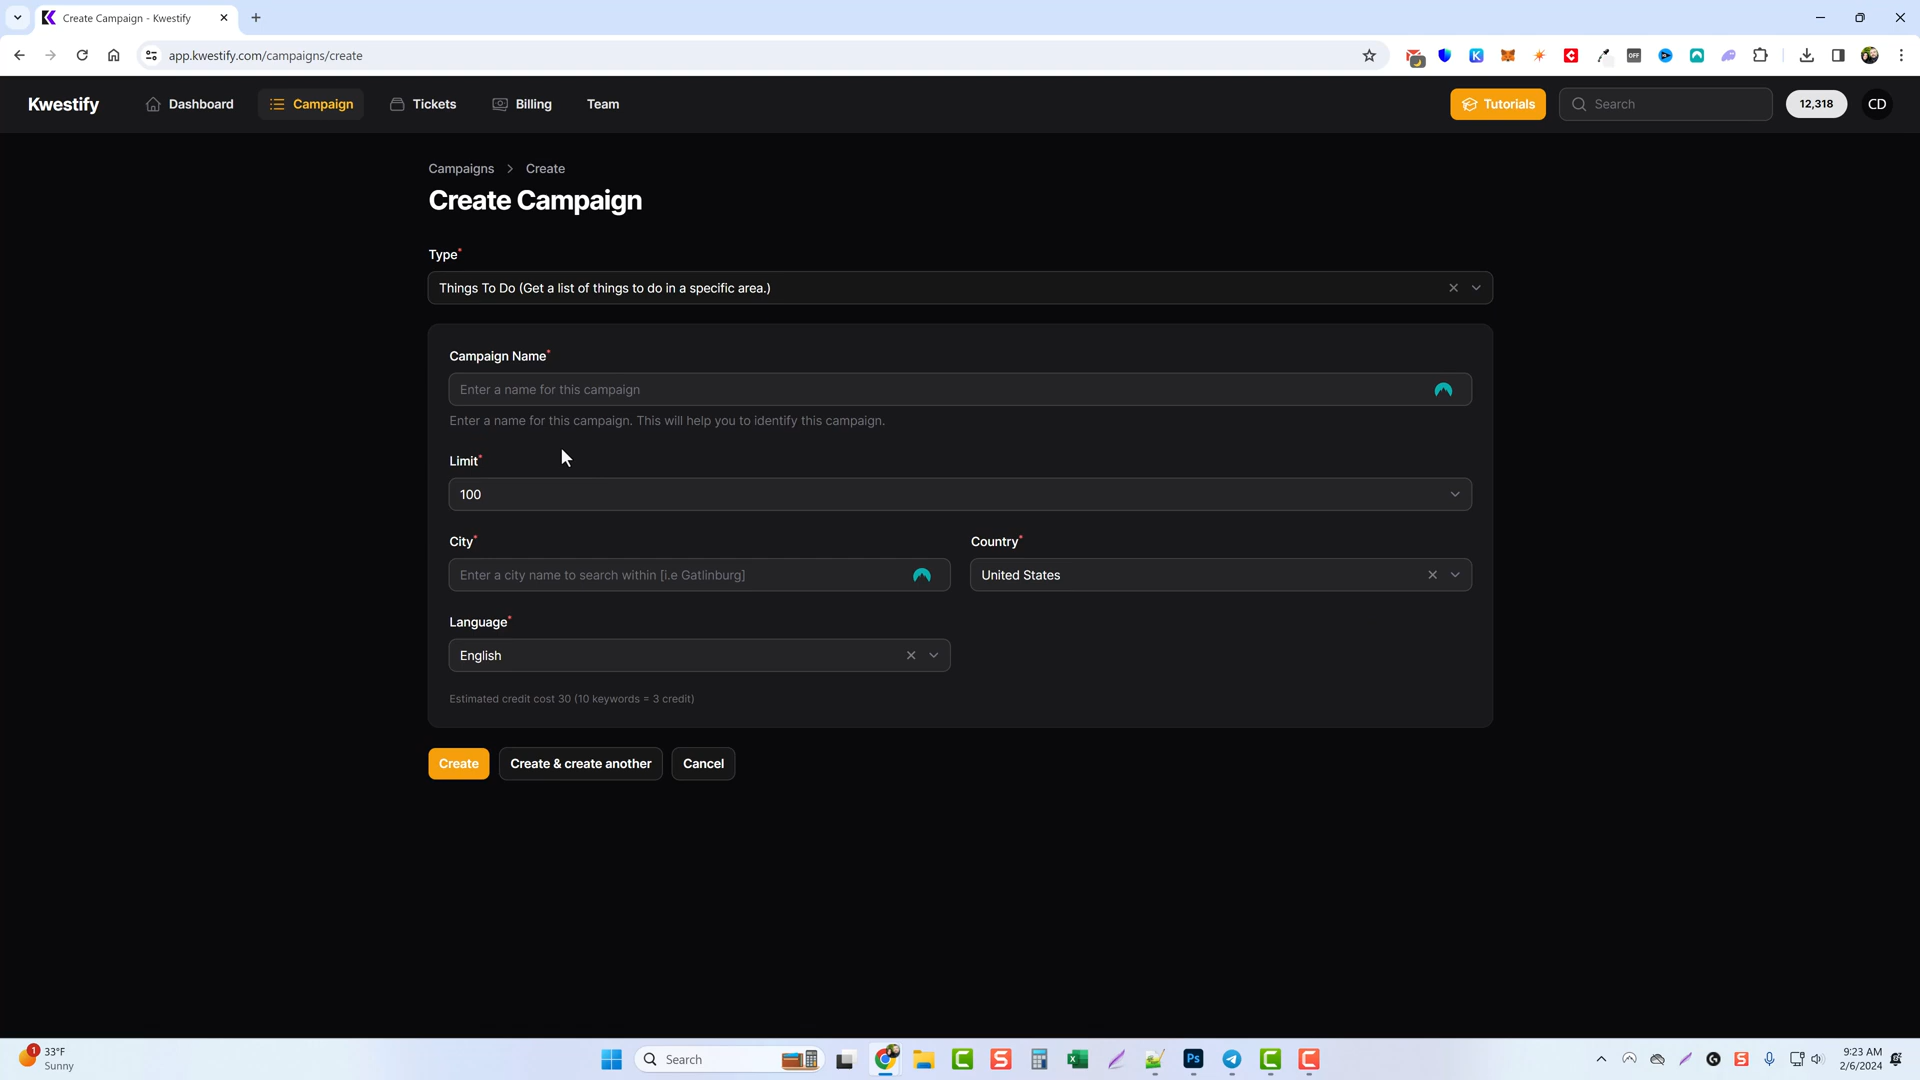 Create Campaign - Kwestify
app.kwestify.com/campaigns/create
OFF
Kwestify
Dashboard
Campaign
Tickets
Billing
Team
Tutorials
Search
12,318
CD
Campaigns > Create
Create Campaign
Type*
Things To Do (Get a list of things to do in a specific area.)
Campaign Name*
Enter a name for this campaign
Enter a name for this campaign. This will help you to identify this campaign.
Limit*
100
City*
Country*
Enter a city name to search within [i.e Gatlinburg]
United States
Language*
English
Estimated credit cost 30 (10 keywords = 3 credit)
Create
Create & create another
Cancel
1
33°F
Sunny
Search
Ps
9:23 AM
2/6/2024